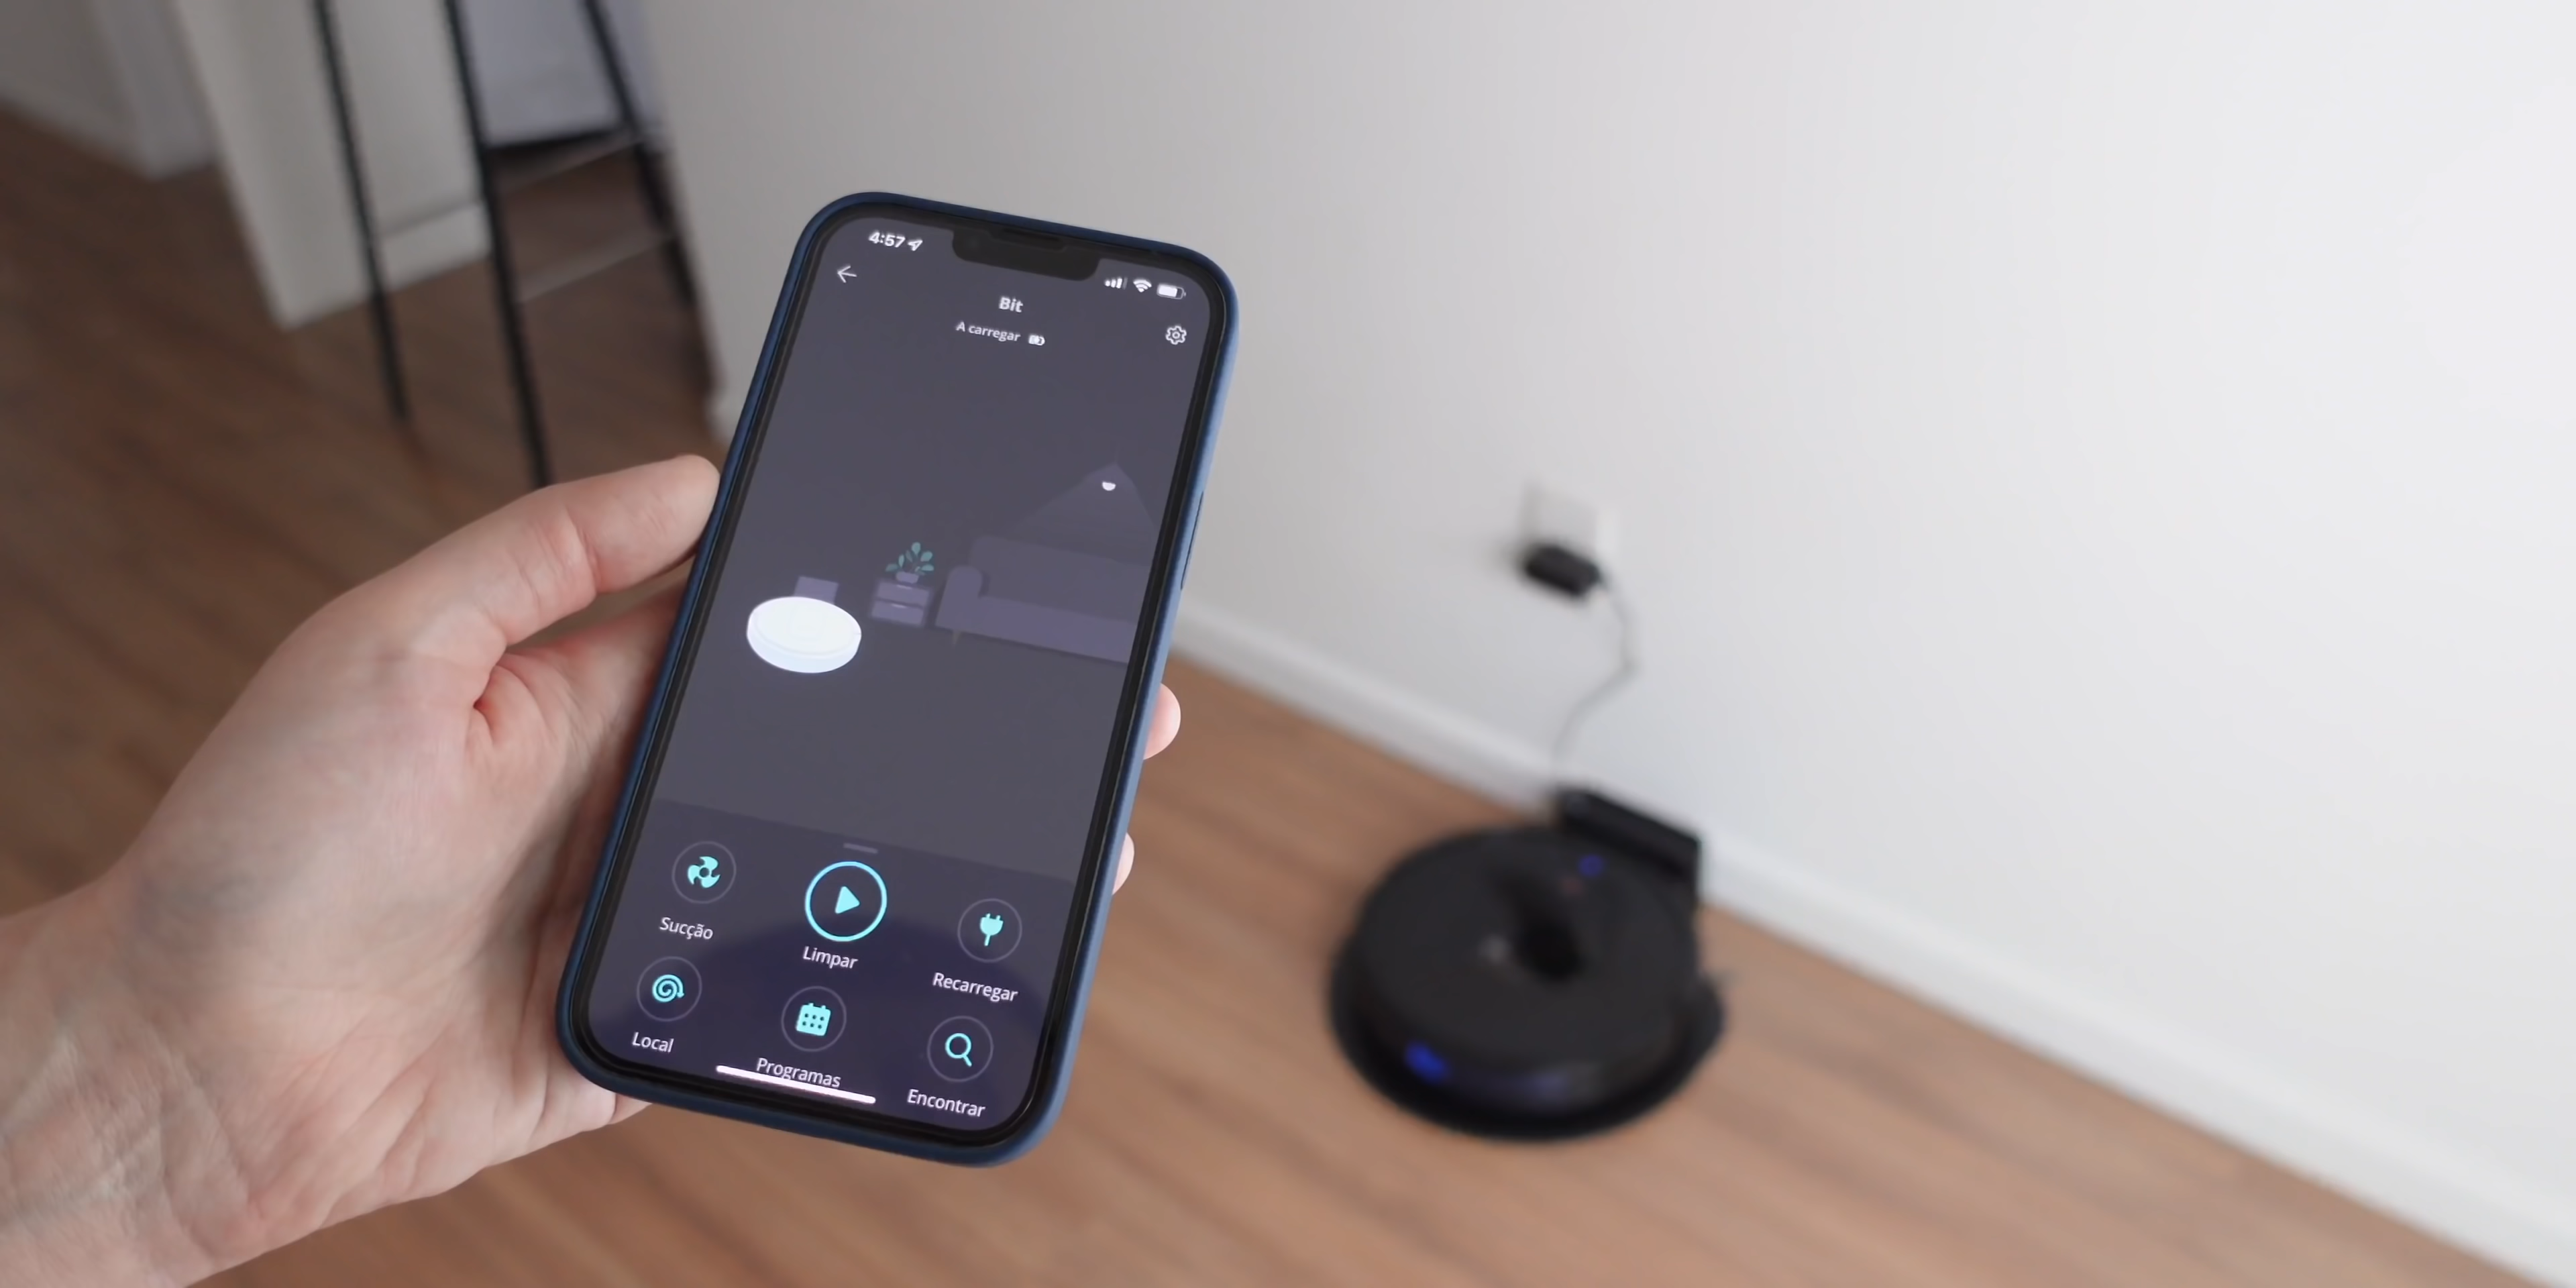 4:57
Bit
A carregar
Sucção
Limpar
Recarregar
Local
Programas
Encontrar